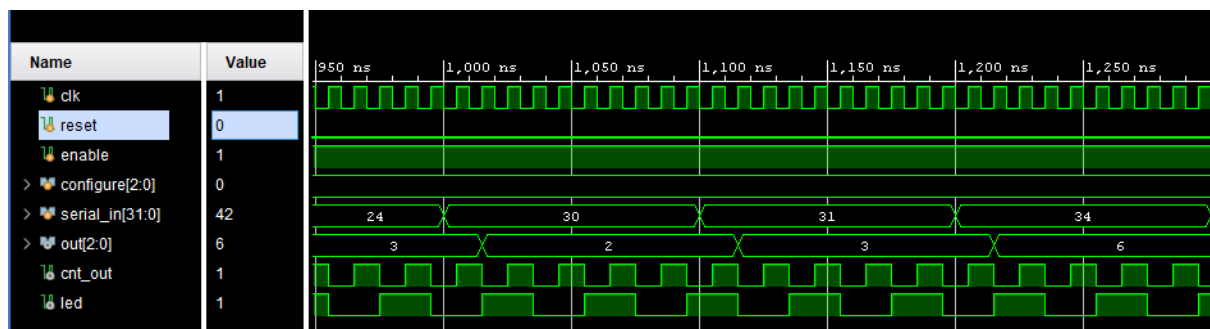 Name Value
950 ns 1,000 ns 1,050 ns 1,100 ns 1,150 ns 1,200 ns 1,250 ns
clk 1
reset 0
enable 1
configure[2:0] 0
serial_in[31:0] 42 24 30 31 34
out[2:0] 6 3 2 3 6
cnt_out 1
led 1